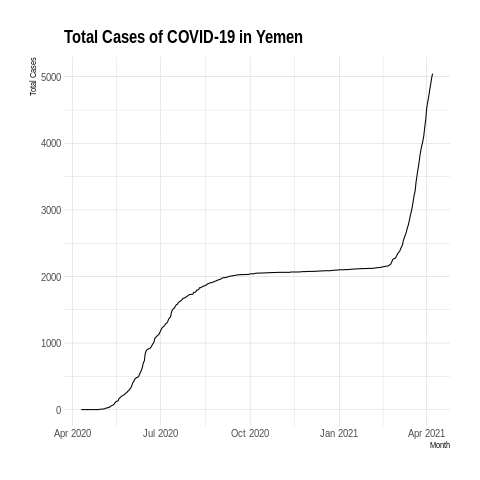 Total Cases of COVID-19 in Yemen
Total Cases
5000
4000
3000
2000
1000
0
Apr 2020 Jul 2020 Oct 2020 Jan 2021 Apr 2021
Month